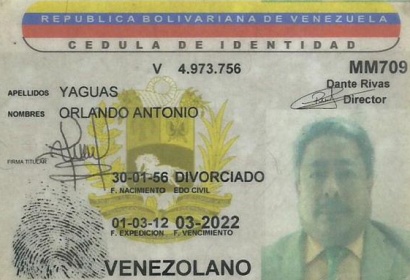 REPUBLICA BOLIVARIANA DE VENEZUELA
CEDULA DE IDENTIDAD
V 4.973.756 MM709
Dante Rivas
Director
APELLIDOS YAGUAS
NOMBRES ORLANDO ANTONIO
FIRMA TITULAR
30-01-56 DIVORCIADO
F. NACIMIENTO EDO CIVIL
01-03-12 03-2022
F. EXPEDICION F. VENCIMIENTO
VENEZOLANO